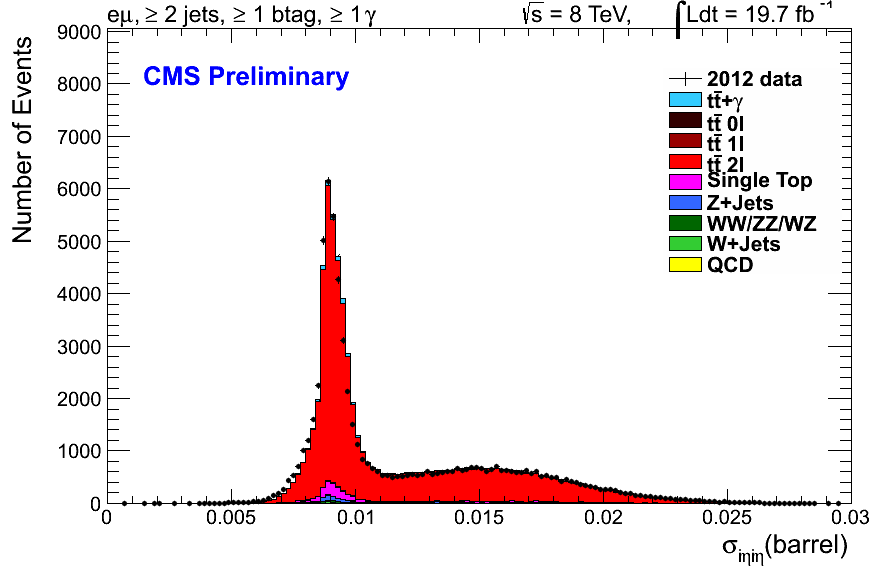 eμ, ≥ 2 jets, ≥ 1 btag, ≥ 1 γ √s = 8 TeV, ∫Ldt = 19.7 fb⁻¹
CMS Preliminary
Number of Events
9000
8000
7000
6000
5000
4000
3000
2000
1000
0
2012 data
tt̄+γ
tt̄ 0l
tt̄ 1l
tt̄ 2l
Single Top
Z+Jets
WW/ZZ/WZ
W+Jets
QCD
0 0.005 0.01 0.015 0.02 0.025 0.03
σiηiη(barrel)